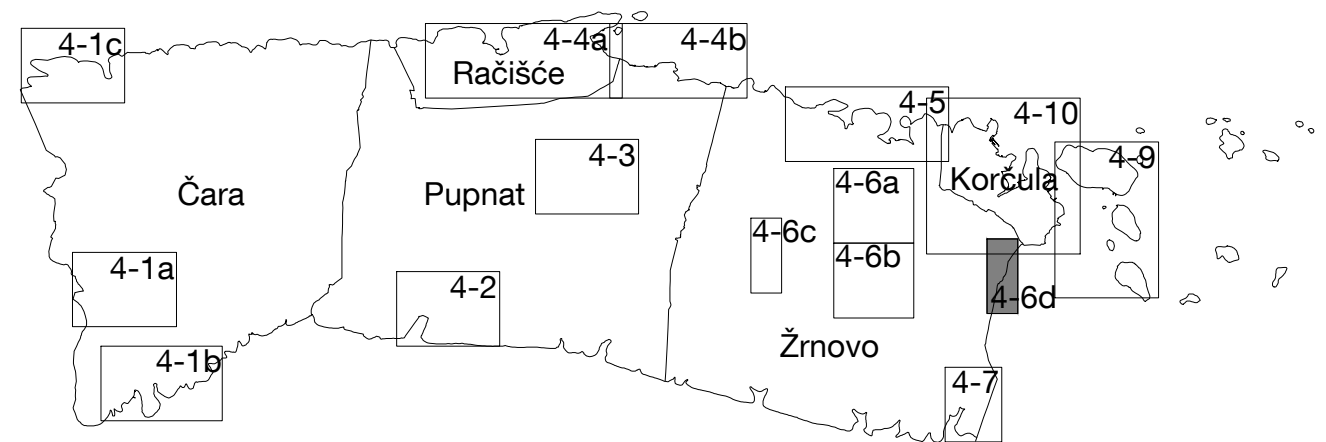 4-1c
4-4a
4-4b
Račišće
4-5
4-10
4-3
4-9
Čara
Pupnat
4-6a
Korčula
4-6c
4-6b
4-1a
4-2
4-6d
Žrnovo
4-1b
4-7